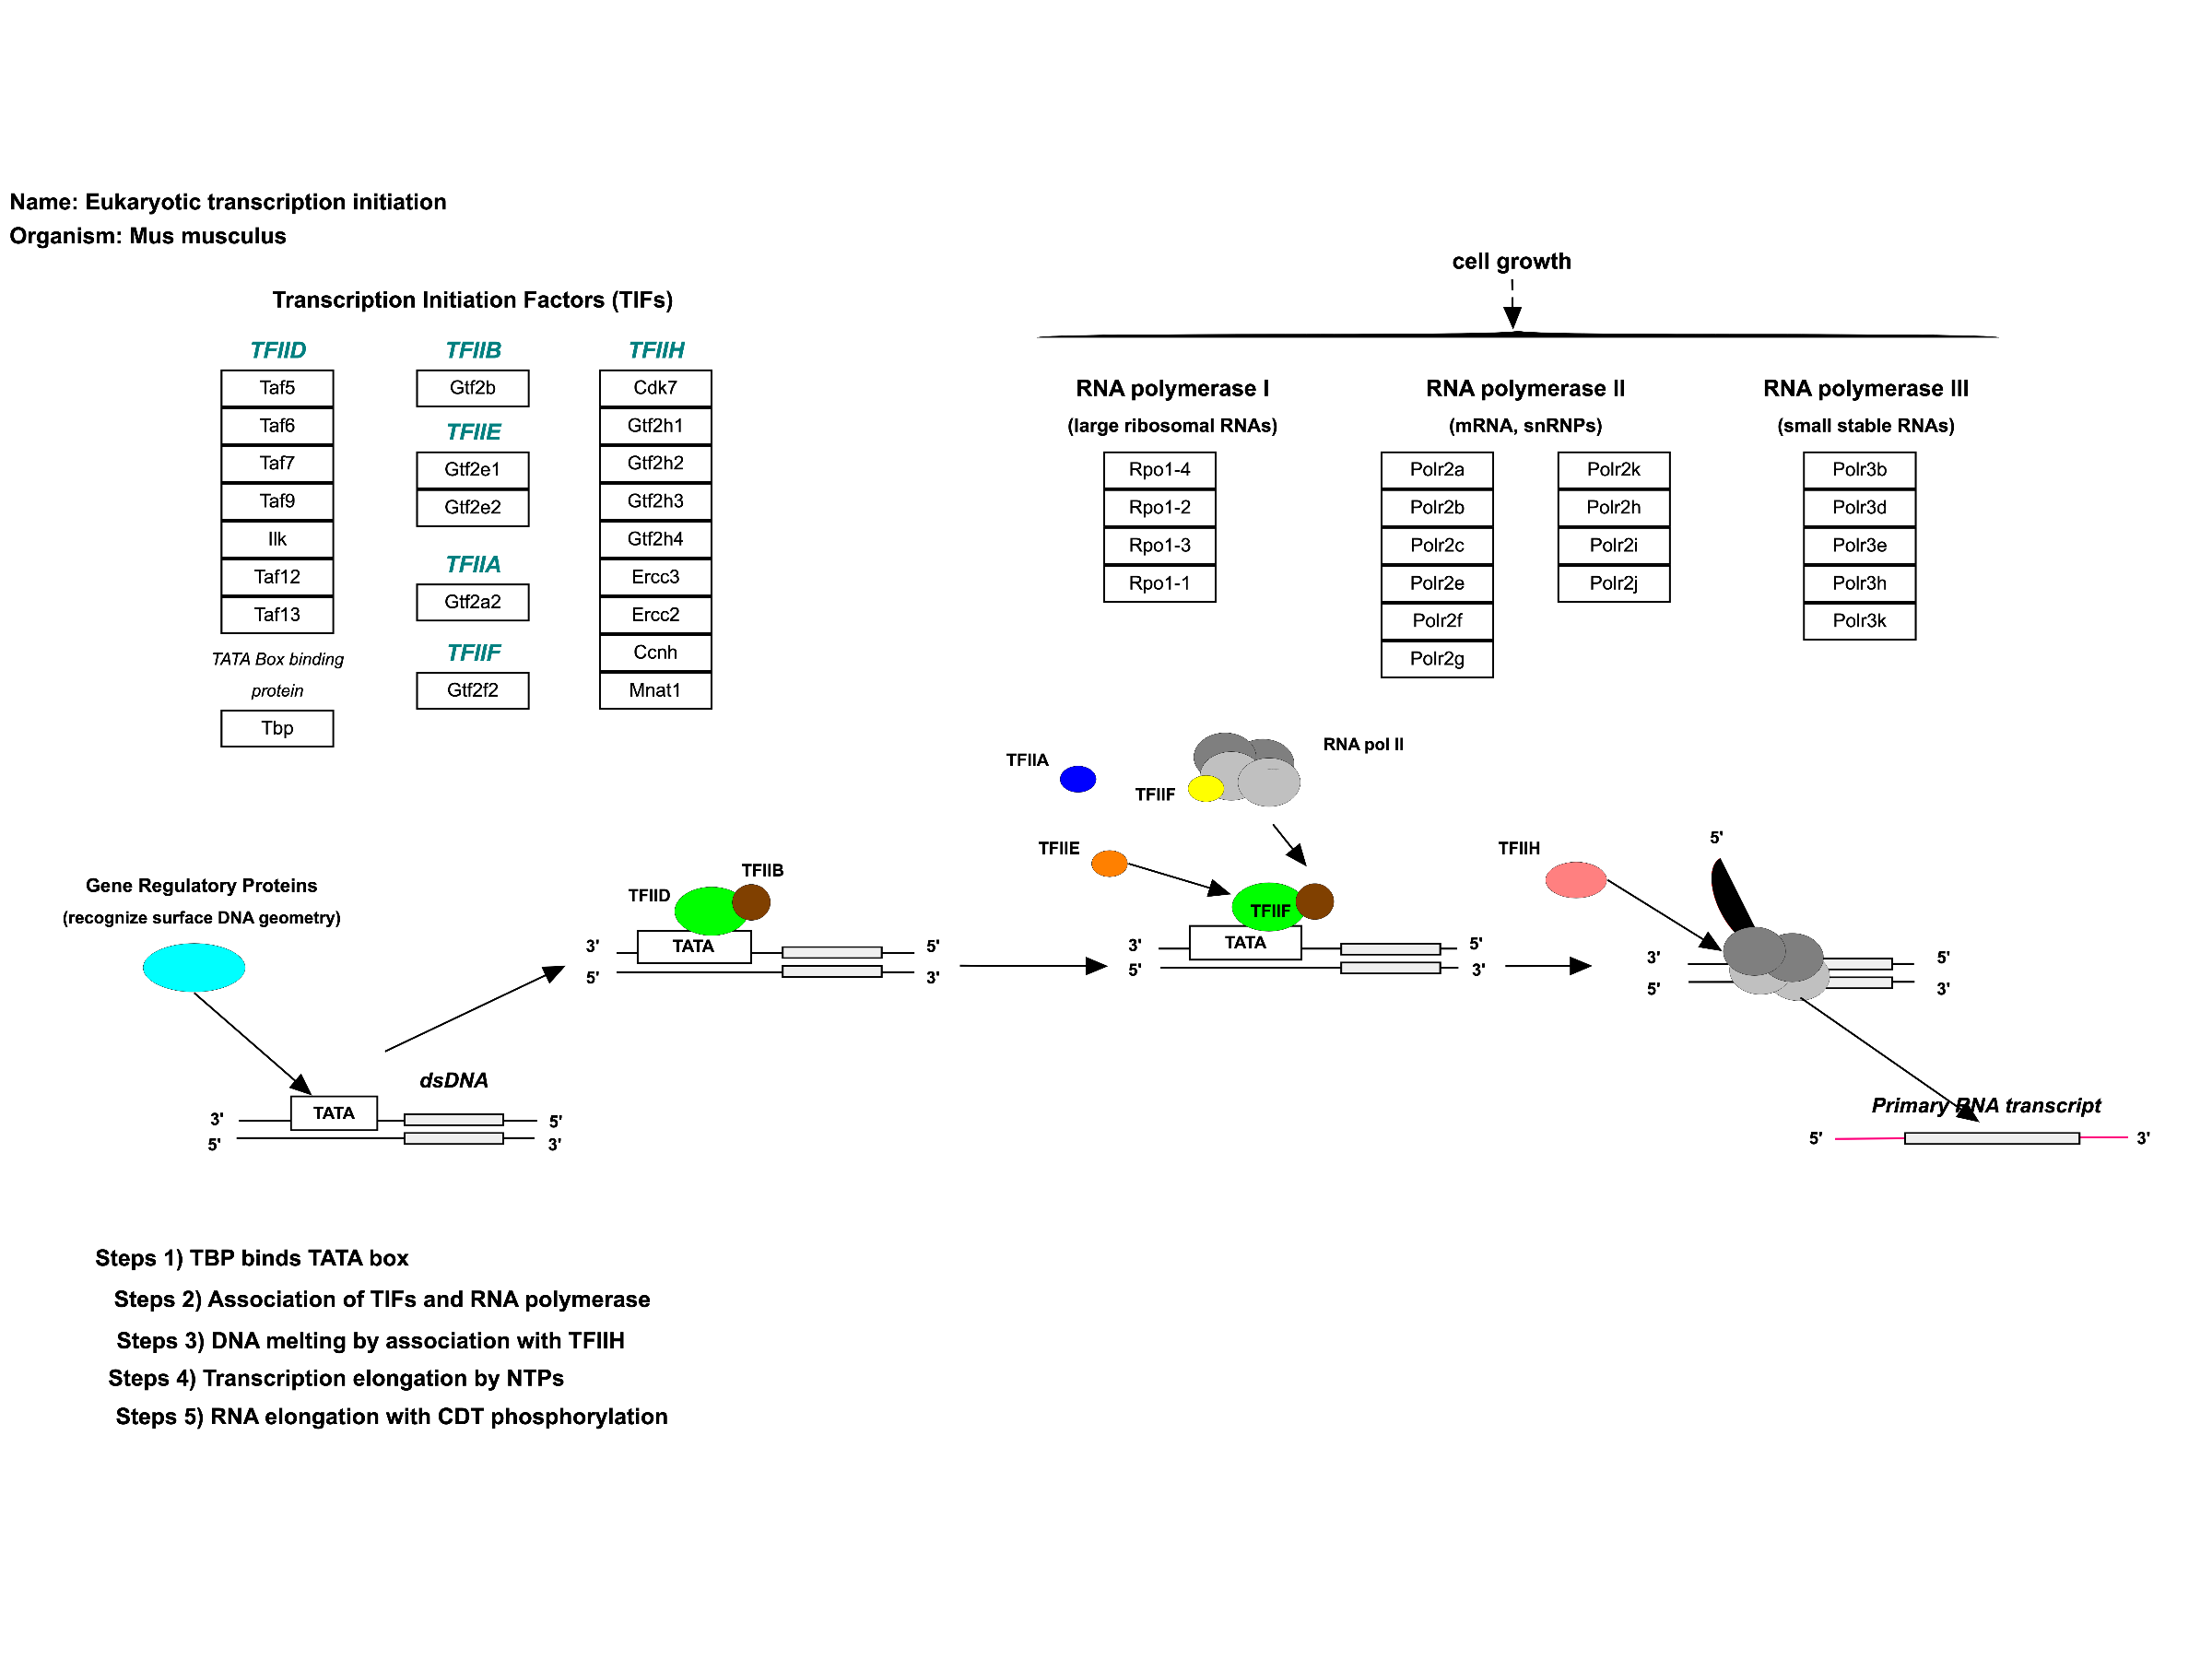 Name: Eukaryotic transcription initiation
Organism: Mus musculus
Transcription Initiation Factors (TIFs)
TFIID
Taf5
Taf6
Taf7
Taf9
Ilk
Taf12
Taf13
TATA Box binding
protein
Tbp
TFIIB
Gtf2b
TFIIE
Gtf2e1
Gtf2e2
TFIIA
Gtf2a2
TFIIF
Gtf2f2
TFIIH
Cdk7
Gtf2h1
Gtf2h2
Gtf2h3
Gtf2h4
Ercc3
Ercc2
Ccnh
Mnat1
cell growth
RNA polymerase I
(large ribosomal RNAs)
Rpo1-4
Rpo1-2
Rpo1-3
Rpo1-1
RNA polymerase II
(mRNA, snRNPs)
Polr2a
Polr2b
Polr2c
Polr2e
Polr2f
Polr2g
Polr2k
Polr2h
Polr2i
Polr2j
RNA polymerase III
(small stable RNAs)
Polr3b
Polr3d
Polr3e
Polr3h
Polr3k
Gene Regulatory Proteins
(recognize surface DNA geometry)
dsDNA
3' TATA 5'
5' 3'
TFIIB
TFIID
3' TATA 5'
5' 3'
TFIIA
RNA pol II
TFIIF
TFIIE
TFIIF
3' TATA 5'
5' 3'
TFIIH
5'
3' 5'
5' 3'
Primary RNA transcript
5' 3'
Steps 1) TBP binds TATA box
Steps 2) Association of TIFs and RNA polymerase
Steps 3) DNA melting by association with TFIIH
Steps 4) Transcription elongation by NTPs
Steps 5) RNA elongation with CDT phosphorylation